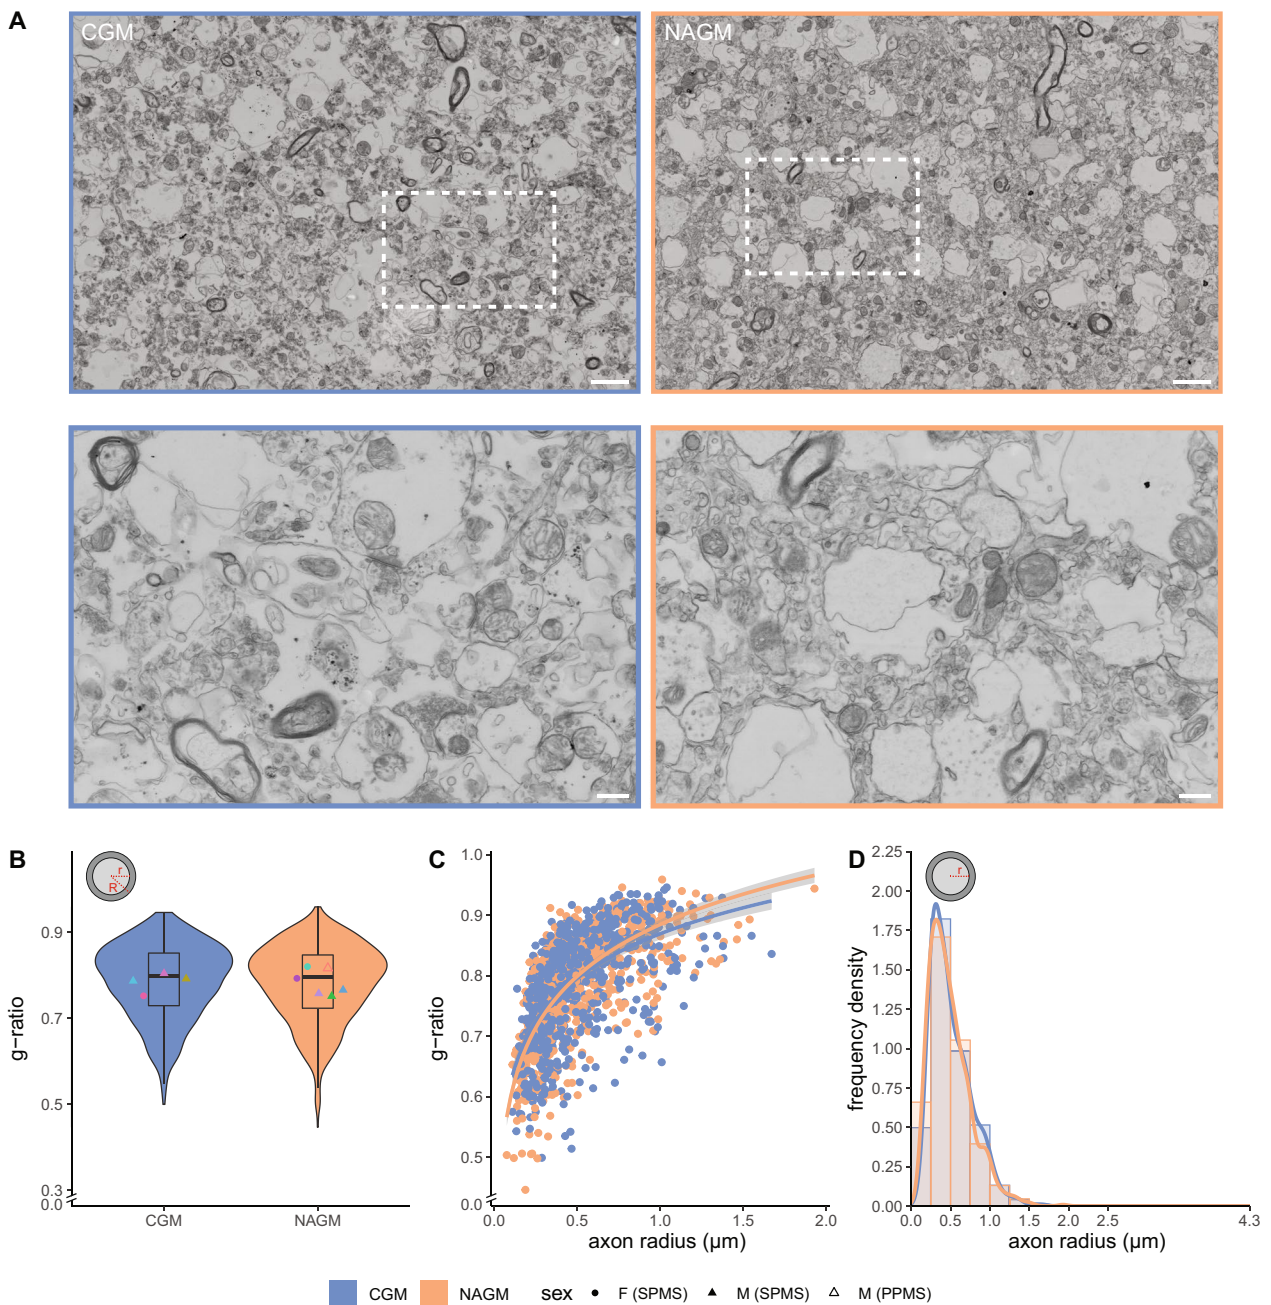 A
CGM
NAGM
B
g−ratio
0.9
0.7
0.5
0.3
0.0
r
R
CGM
NAGM
C
g−ratio
1.0
0.9
0.8
0.7
0.6
0.5
0.0
0.0
0.5
1.0
1.5
2.0
axon radius (µm)
D
frequency density
2.25
2.00
1.75
1.50
1.25
1.00
0.75
0.50
0.25
0.00
r
0.0
0.5
1.0
1.5
2.0
2.5
4.3
axon radius (µm)
CGM
NAGM
sex
F (SPMS)
M (SPMS)
M (PPMS)